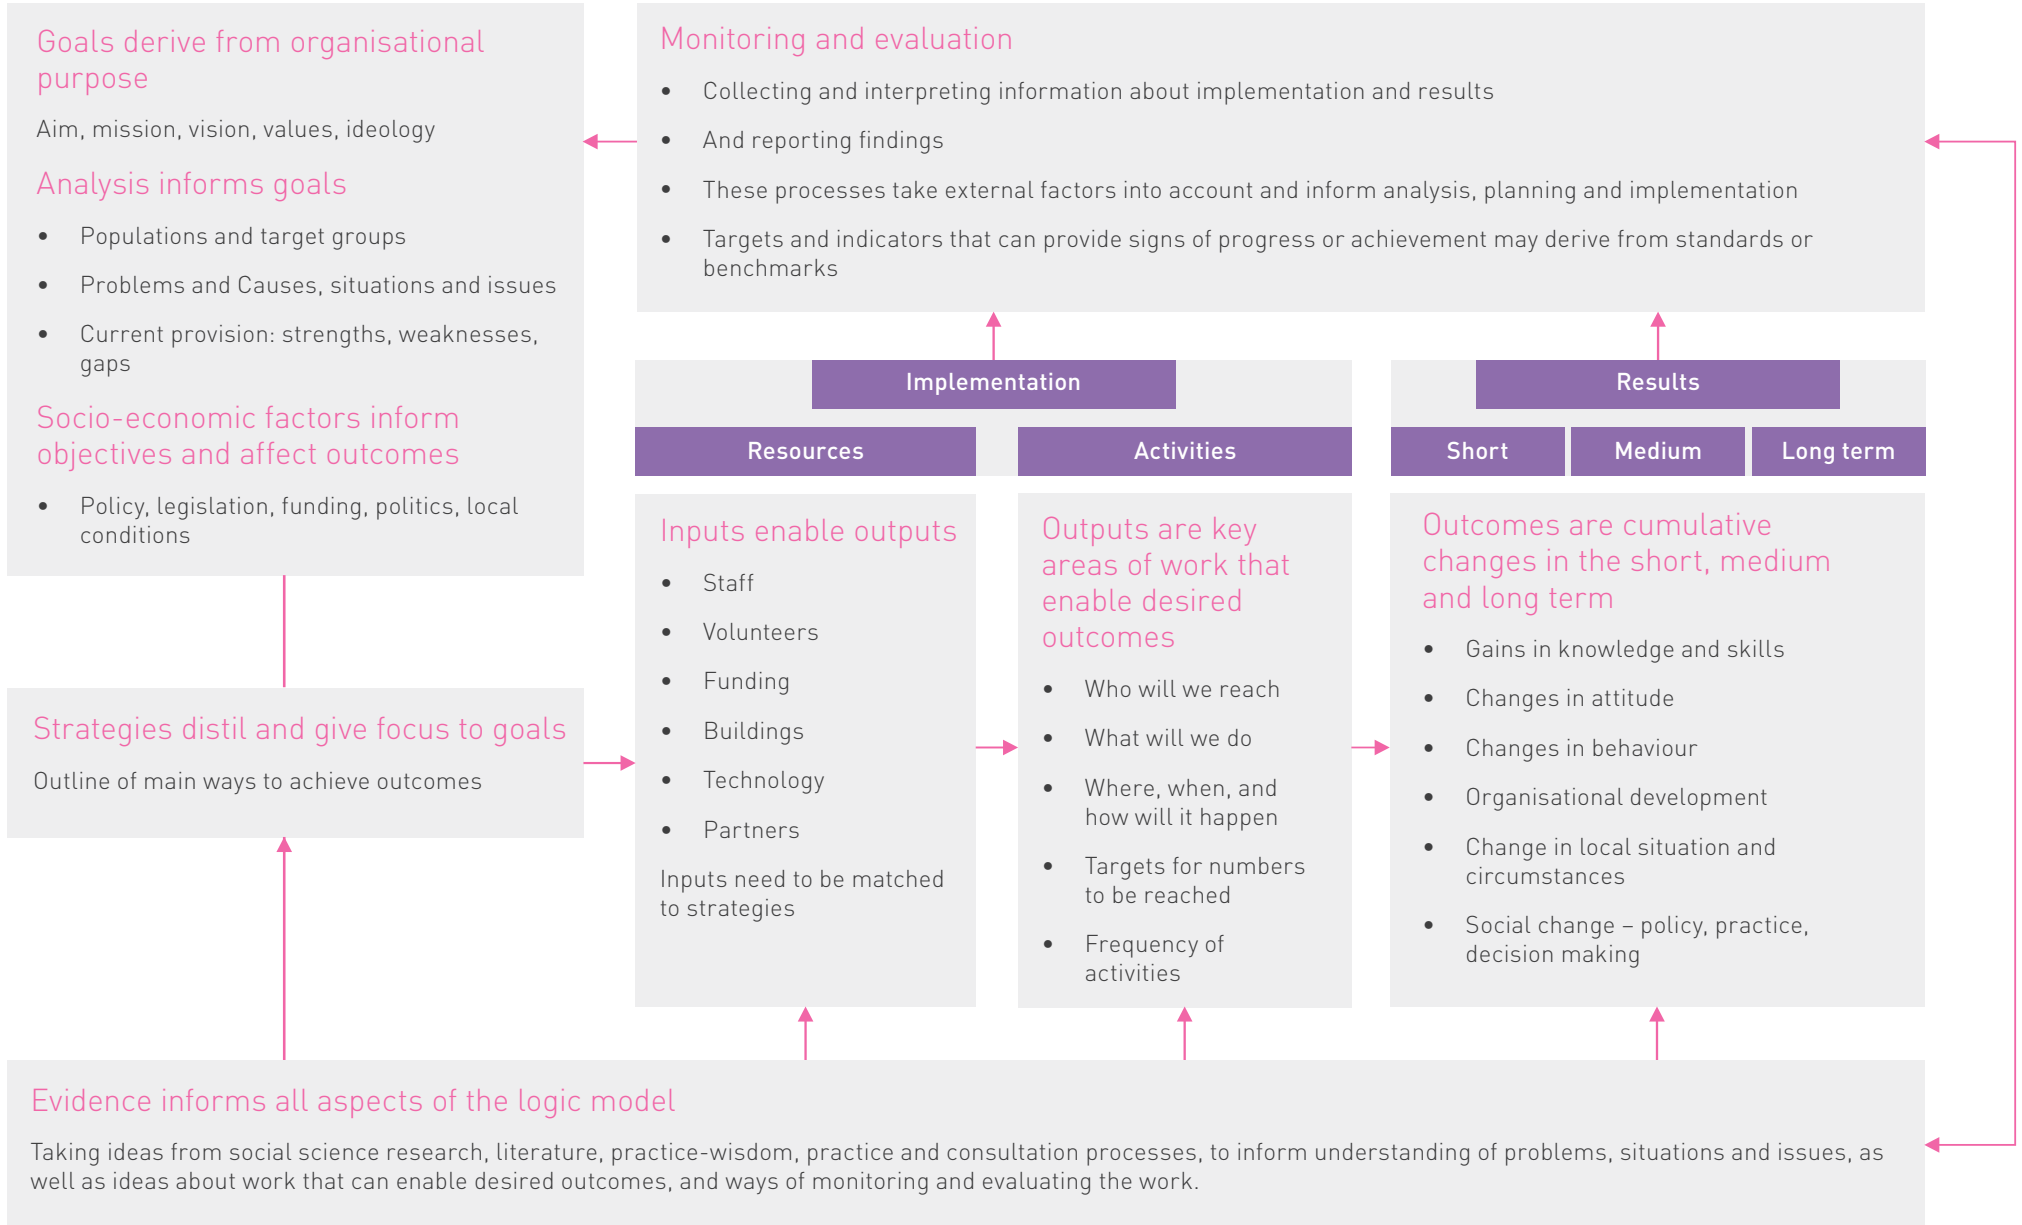 Goals derive from organisational
purpose
Aim, mission, vision, values, ideology
Analysis informs goals
• Populations and target groups
• Problems and Causes, situations and issues
• Current provision: strengths, weaknesses,
gaps
Socio-economic factors inform
objectives and affect outcomes
• Policy, legislation, funding, politics, local
conditions
Strategies distil and give focus to goals
Outline of main ways to achieve outcomes
Monitoring and evaluation
• Collecting and interpreting information about implementation and results
• And reporting findings
• These processes take external factors into account and inform analysis, planning and implementation
• Targets and indicators that can provide signs of progress or achievement may derive from standards or
benchmarks
Implementation
Resources
Inputs enable outputs
• Staff
• Volunteers
• Funding
• Buildings
• Technology
• Partners
Inputs need to be matched
to strategies
Activities
Outputs are key
areas of work that
enable desired
outcomes
• Who will we reach
• What will we do
• Where, when, and
how will it happen
• Targets for numbers
to be reached
• Frequency of
activities
Results
Short
Medium
Long term
Outcomes are cumulative
changes in the short, medium
and long term
• Gains in knowledge and skills
• Changes in attitude
• Changes in behaviour
• Organisational development
• Change in local situation and
circumstances
• Social change – policy, practice,
decision making
Evidence informs all aspects of the logic model
Taking ideas from social science research, literature, practice-wisdom, practice and consultation processes, to inform understanding of problems, situations and issues, as
well as ideas about work that can enable desired outcomes, and ways of monitoring and evaluating the work.